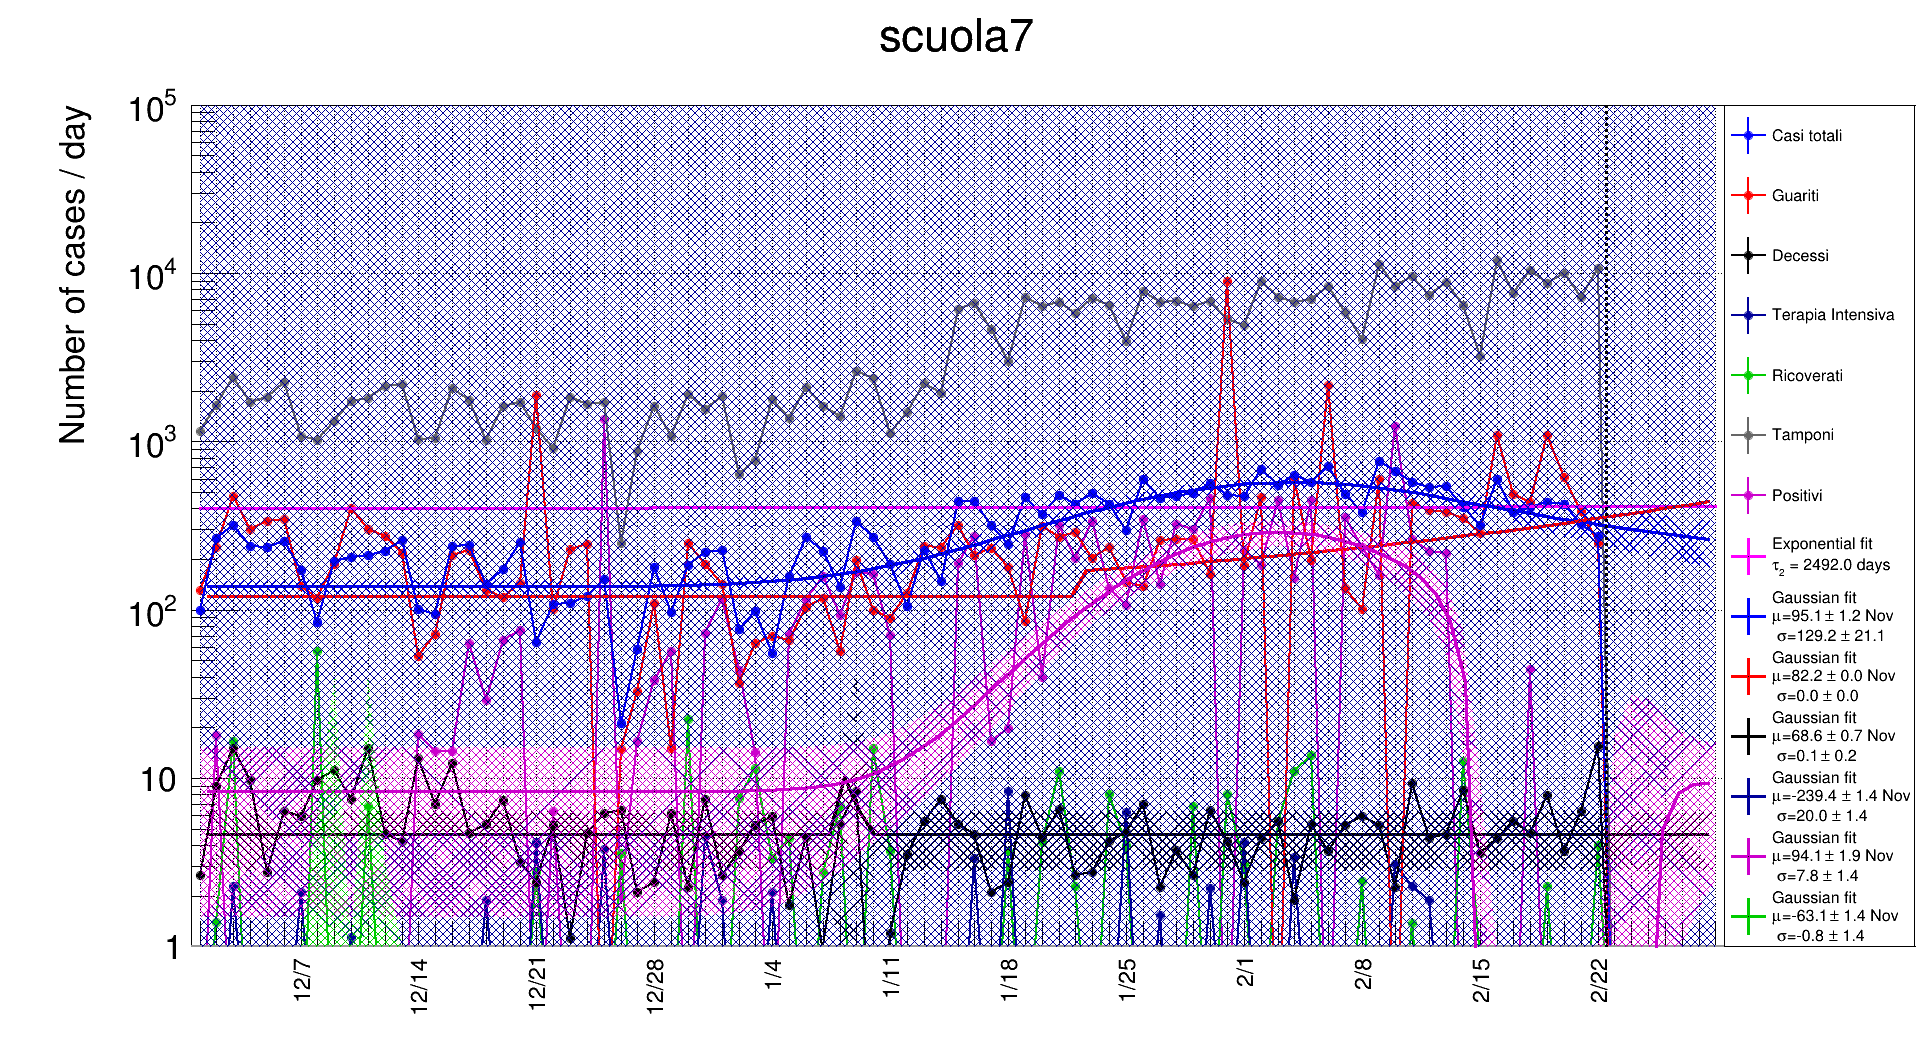 scuola7
Number of cases / day
10^5
10^4
10^3
10^2
10
1
12/7
12/14
12/21
12/28
1/4
1/11
1/18
1/25
2/1
2/8
2/15
2/22
Casi totali
Guariti
Decessi
Terapia Intensiva
Ricoverati
Tamponi
Positivi
Exponential fit
τ₂ = 2492.0 days
Gaussian fit
μ=95.1 ± 1.2 Nov
σ=129.2 ± 21.1
Gaussian fit
μ=82.2 ± 0.0 Nov
σ=0.0 ± 0.0
Gaussian fit
μ=68.6 ± 0.7 Nov
σ=0.1 ± 0.2
Gaussian fit
μ=-239.4 ± 1.4 Nov
σ=20.0 ± 1.4
Gaussian fit
μ=94.1 ± 1.9 Nov
σ=7.8 ± 1.4
Gaussian fit
μ=-63.1 ± 1.4 Nov
σ=-0.8 ± 1.4